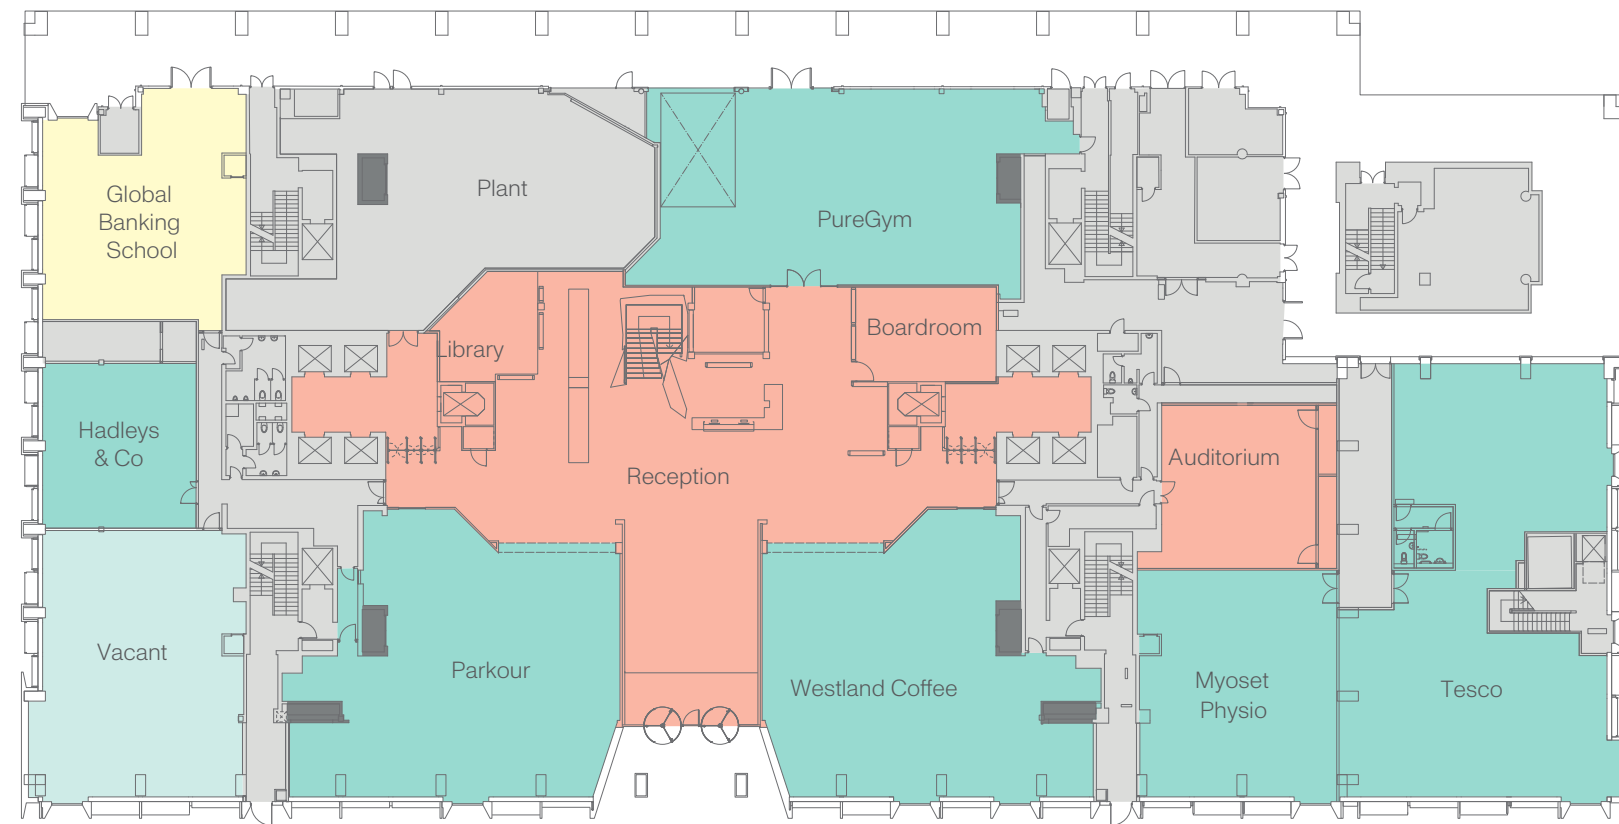 Global
Banking
School
Plant
PureGym
Library
Boardroom
Hadleys
& Co
Reception
Auditorium
Vacant
Parkour
Westland Coffee
Myoset
Physio
Tesco